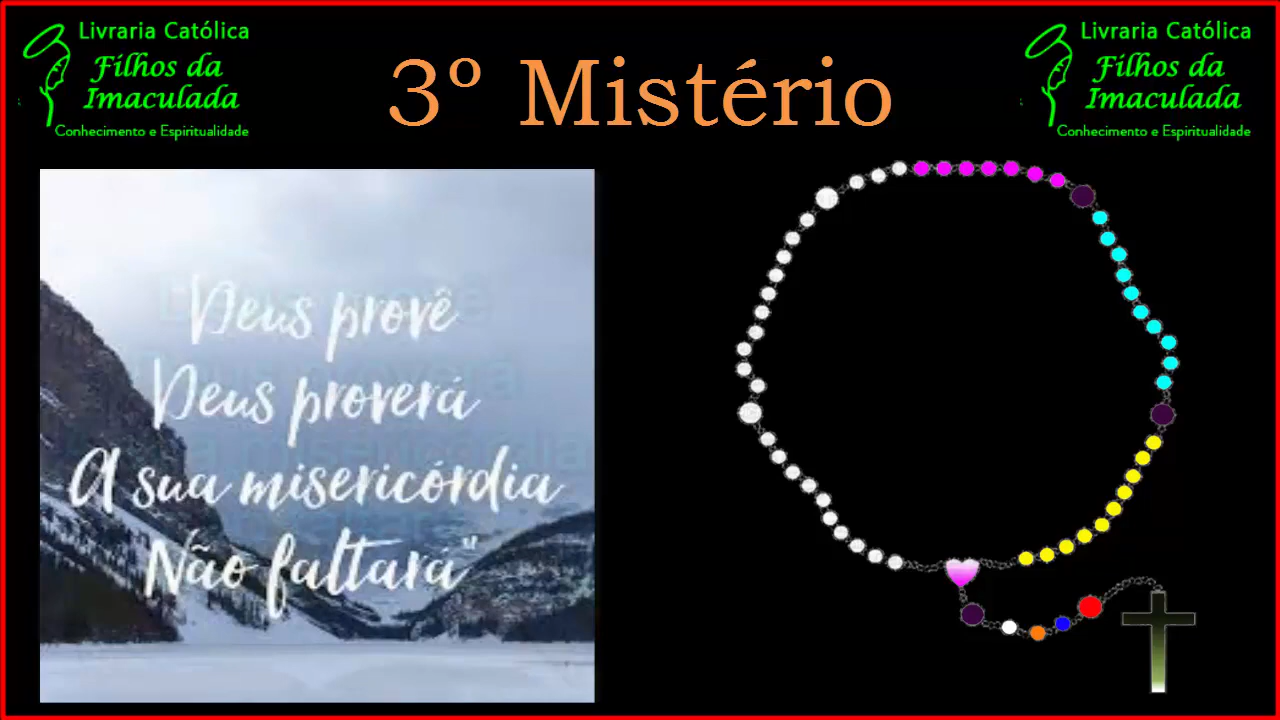 Livraria Católica
Filhos da
Imaculada
Conhecimento e Espiritualidade
3º Mistério
Livraria Católica
Filhos da
Imaculada
Conhecimento e Espiritualidade
"Deus provê
Deus proverá
A sua misericórdia
Não faltará"